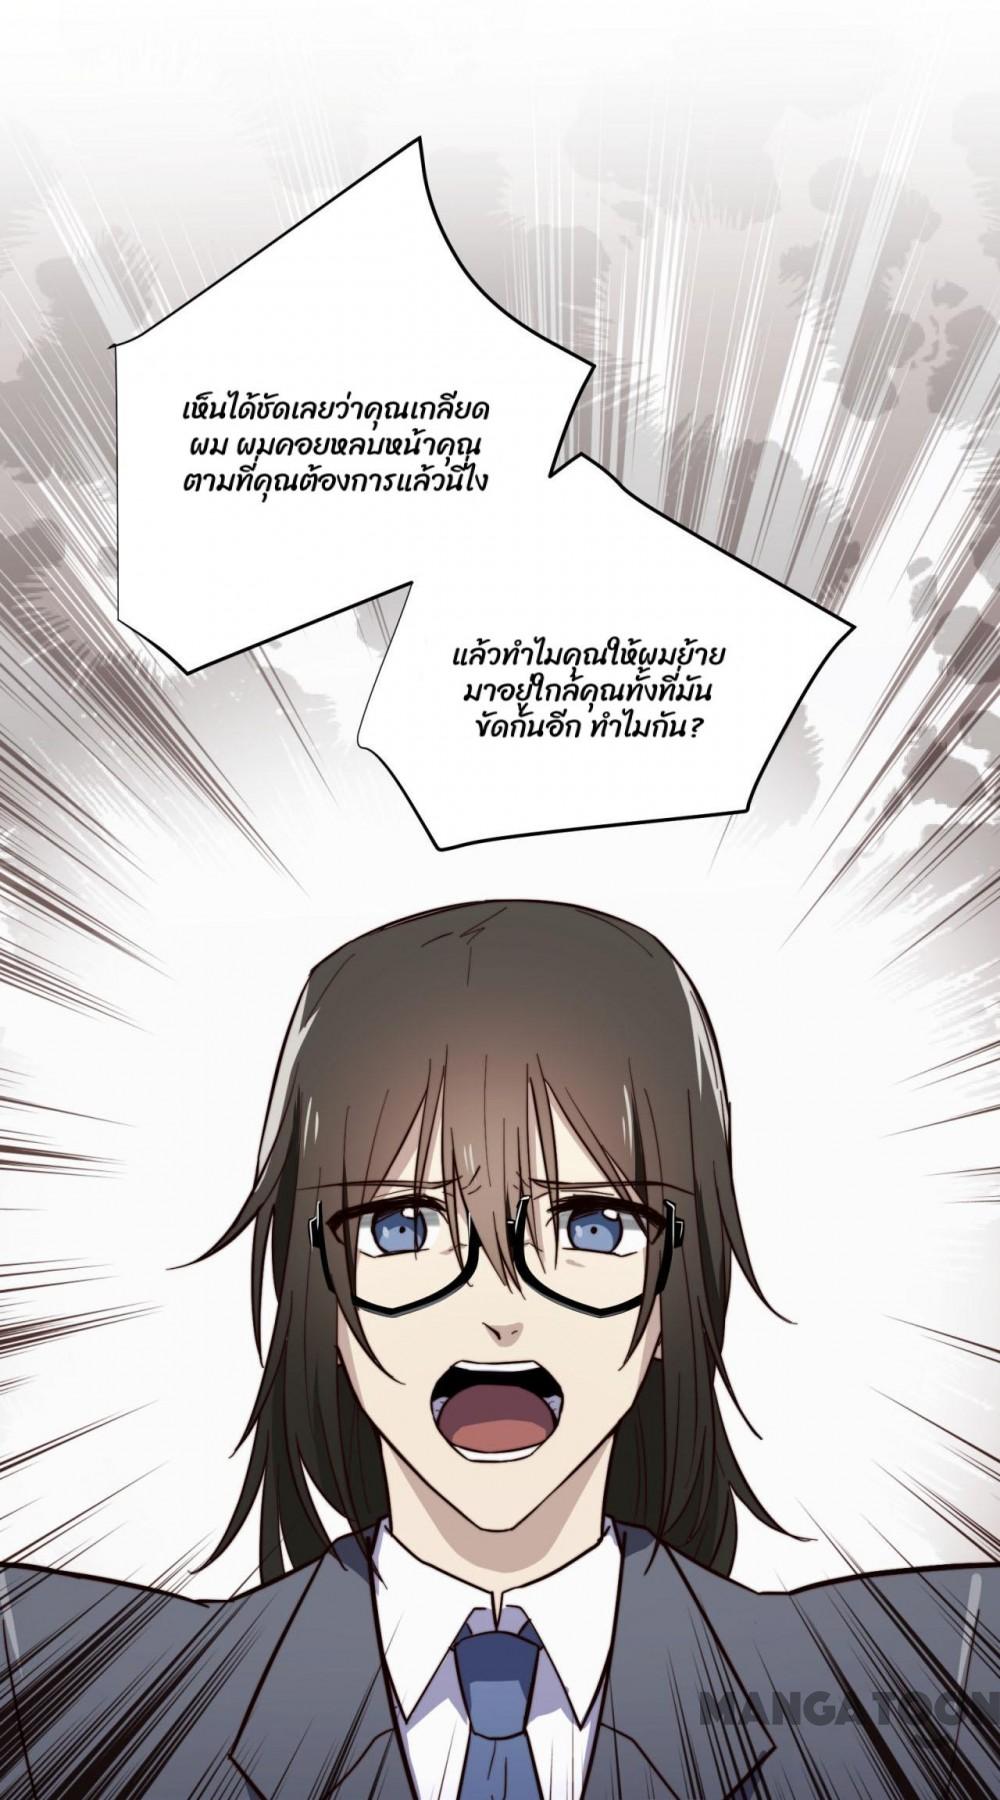 เห็นได้ชัดเลยว่าคุณเกลียด
ผม ผมคอยหลบหน้าคุณ
ตามที่คุณต้องการแล้วนี่ไง
แล้วทำไมคุณให้ผมย้าย
มาอยู่ใกล้คุณทั้งที่มัน
ขัดกันอีก ทำไมกัน?
MANGATOON